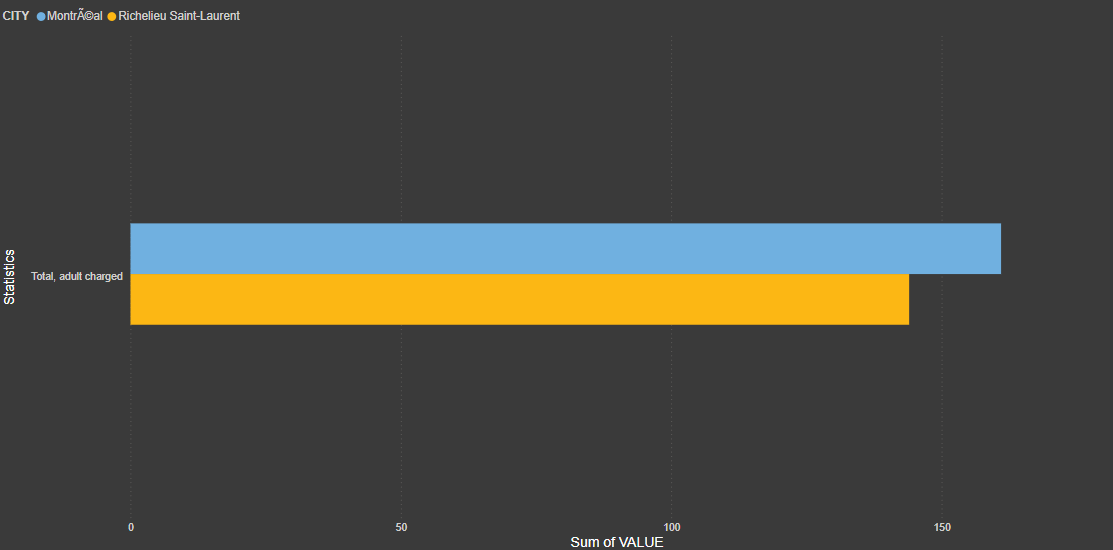 CITY MontrÃ©al Richelieu Saint-Laurent
Statistics
Total, adult charged
0 50 100 150
Sum of VALUE